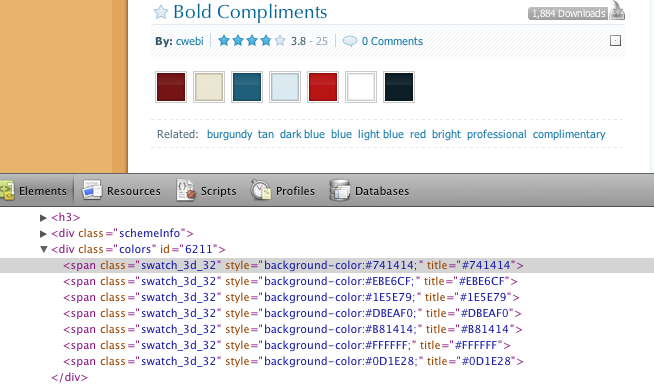 Bold Compliments
1,884 Downloads
By: cwebi 3.8 - 25 0 Comments
Related: burgundy tan dark blue blue light blue red bright professional complimentary
Elements Resources Scripts Profiles Databases
▶<h3>
▶<div class="schemeInfo">
▼<div class="colors" id="6211">
<span class="swatch_3d_32" style="background-color:#741414;" title="#741414">
<span class="swatch_3d_32" style="background-color:#EBE6CF;" title="#EBE6CF">
<span class="swatch_3d_32" style="background-color:#1E5E79;" title="#1E5E79">
<span class="swatch_3d_32" style="background-color:#DBEAF0;" title="#DBEAF0">
<span class="swatch_3d_32" style="background-color:#B81414;" title="#B81414">
<span class="swatch_3d_32" style="background-color:#FFFFFF;" title="#FFFFFF">
<span class="swatch_3d_32" style="background-color:#0D1E28;" title="#0D1E28">
</div>